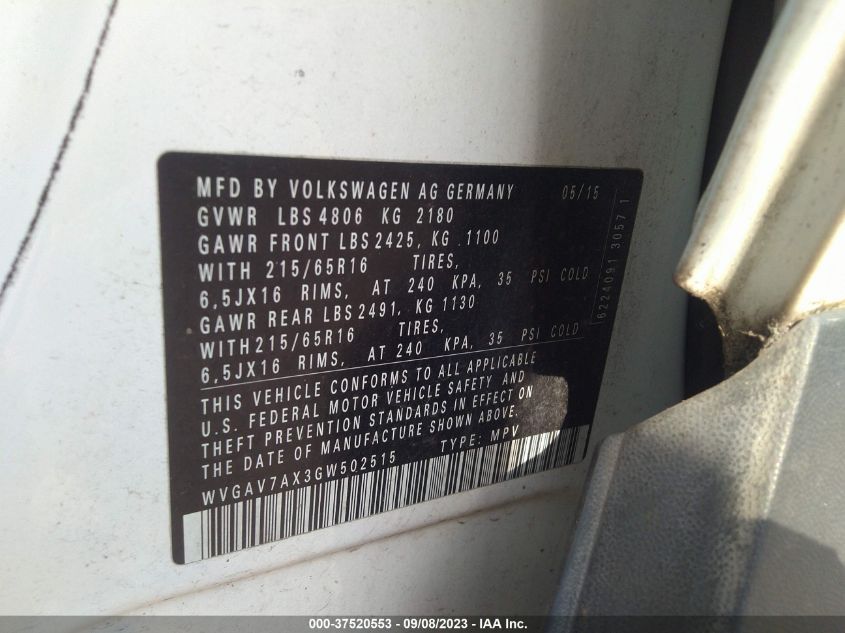 MFD BY VOLKSWAGEN AG GERMANY 05/15
GVWR LBS 4806 KG 2180
GAWR FRONT LBS 2425, KG 1100
WITH 215/65R16 TIRES,
6,5JX16 RIMS, AT 240 KPA, 35 PSI COLD
GAWR REAR LBS 2491, KG 1130
WITH 215/65R16 TIRES,
6,5JX16 RIMS, AT 240 KPA, 35 PSI COLD
THIS VEHICLE CONFORMS TO ALL APPLICABLE
U.S. FEDERAL MOTOR VEHICLE SAFETY AND
THEFT PREVENTION STANDARDS IN EFFECT ON
THE DATE OF MANUFACTURE SHOWN ABOVE.
WVGAV7AX3GW502515 TYPE: MPV
6224091 3057 1
000-37520553 - 09/08/2023 - IAA Inc.